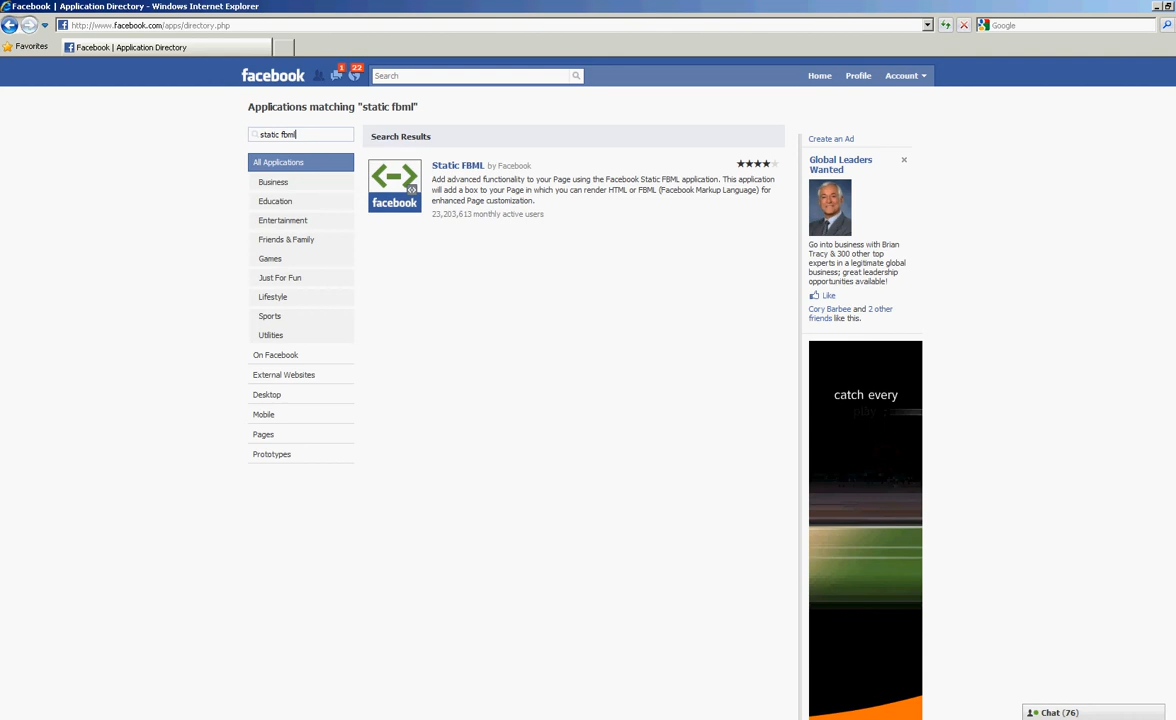 Facebook | Application Directory - Windows Internet Explorer
http://www.facebook.com/apps/directory.php
Google
Favorites
Facebook | Application Directory
facebook
1
22
Search
Home
Profile
Account
Applications matching "static fbml"
static fbml
All Applications
Business
Education
Entertainment
Friends & Family
Games
Just For Fun
Lifestyle
Sports
Utilities
On Facebook
External Websites
Desktop
Mobile
Pages
Prototypes
Search Results
facebook
Static FBML by Facebook
Add advanced functionality to your Page using the Facebook Static FBML application. This application
will add a box to your Page in which you can render HTML or FBML (Facebook Markup Language) for
enhanced Page customization.
23,203,613 monthly active users
Create an Ad
Global Leaders
Wanted
Go into business with Brian
Tracy & 300 other top
experts in a legitimate global
business; great leadership
opportunities available!
Like
Cory Barbee and 2 other
friends like this.
catch every
play
Chat (76)